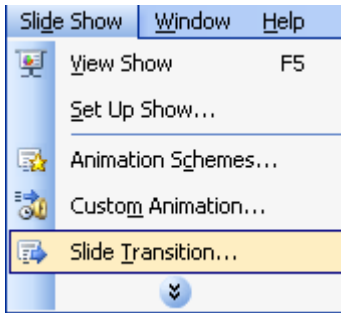 Slide Show Window Help
View Show F5
Set Up Show...
Animation Schemes...
Custom Animation...
Slide Transition...